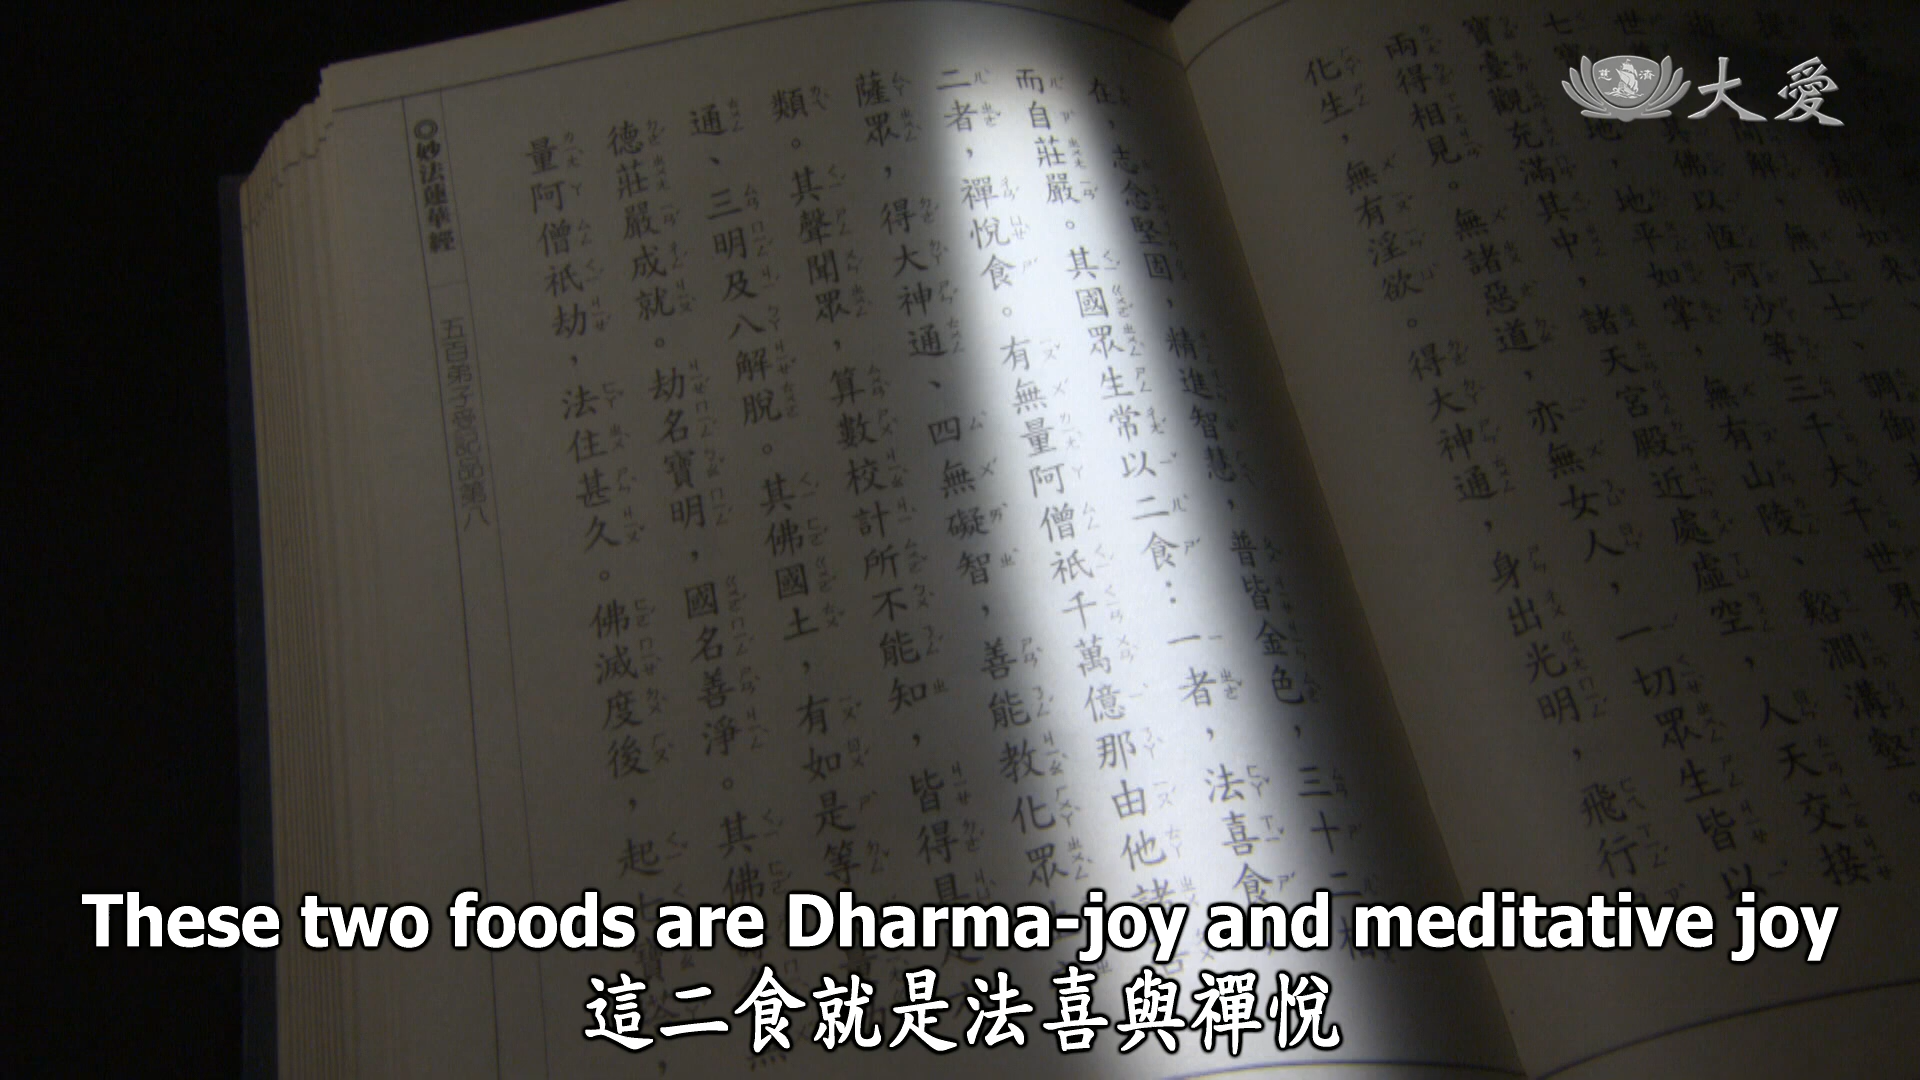 大愛
慈濟
化生，無有淫欲。得大神通，身出光明，飛行
在，志念堅固，精進智慧，普皆金色，三十二相
而自莊嚴。其國眾生常以二食：一者，法喜食
二者，禪悅食。有無量阿僧祇千萬億那由他諸
薩眾，得大神通、四無礙智，善能教化眾
類。其聲聞眾，算數校計所不能知，皆得具足
通、三明及八解脫。其佛國土，有如是等
德莊嚴成就。劫名寶明，國名善淨。其佛
量阿僧祇劫，法住甚久。佛滅度後，起七寶
◎妙法蓮華經
五百弟子受記品第八
兩得相見。無諸惡道，亦無女人，一切眾生皆以
寶臺觀充滿其中，諸天宮殿近處虛空，人天交接
These two foods are Dharma-joy and meditative joy
這二食就是法喜與禪悅